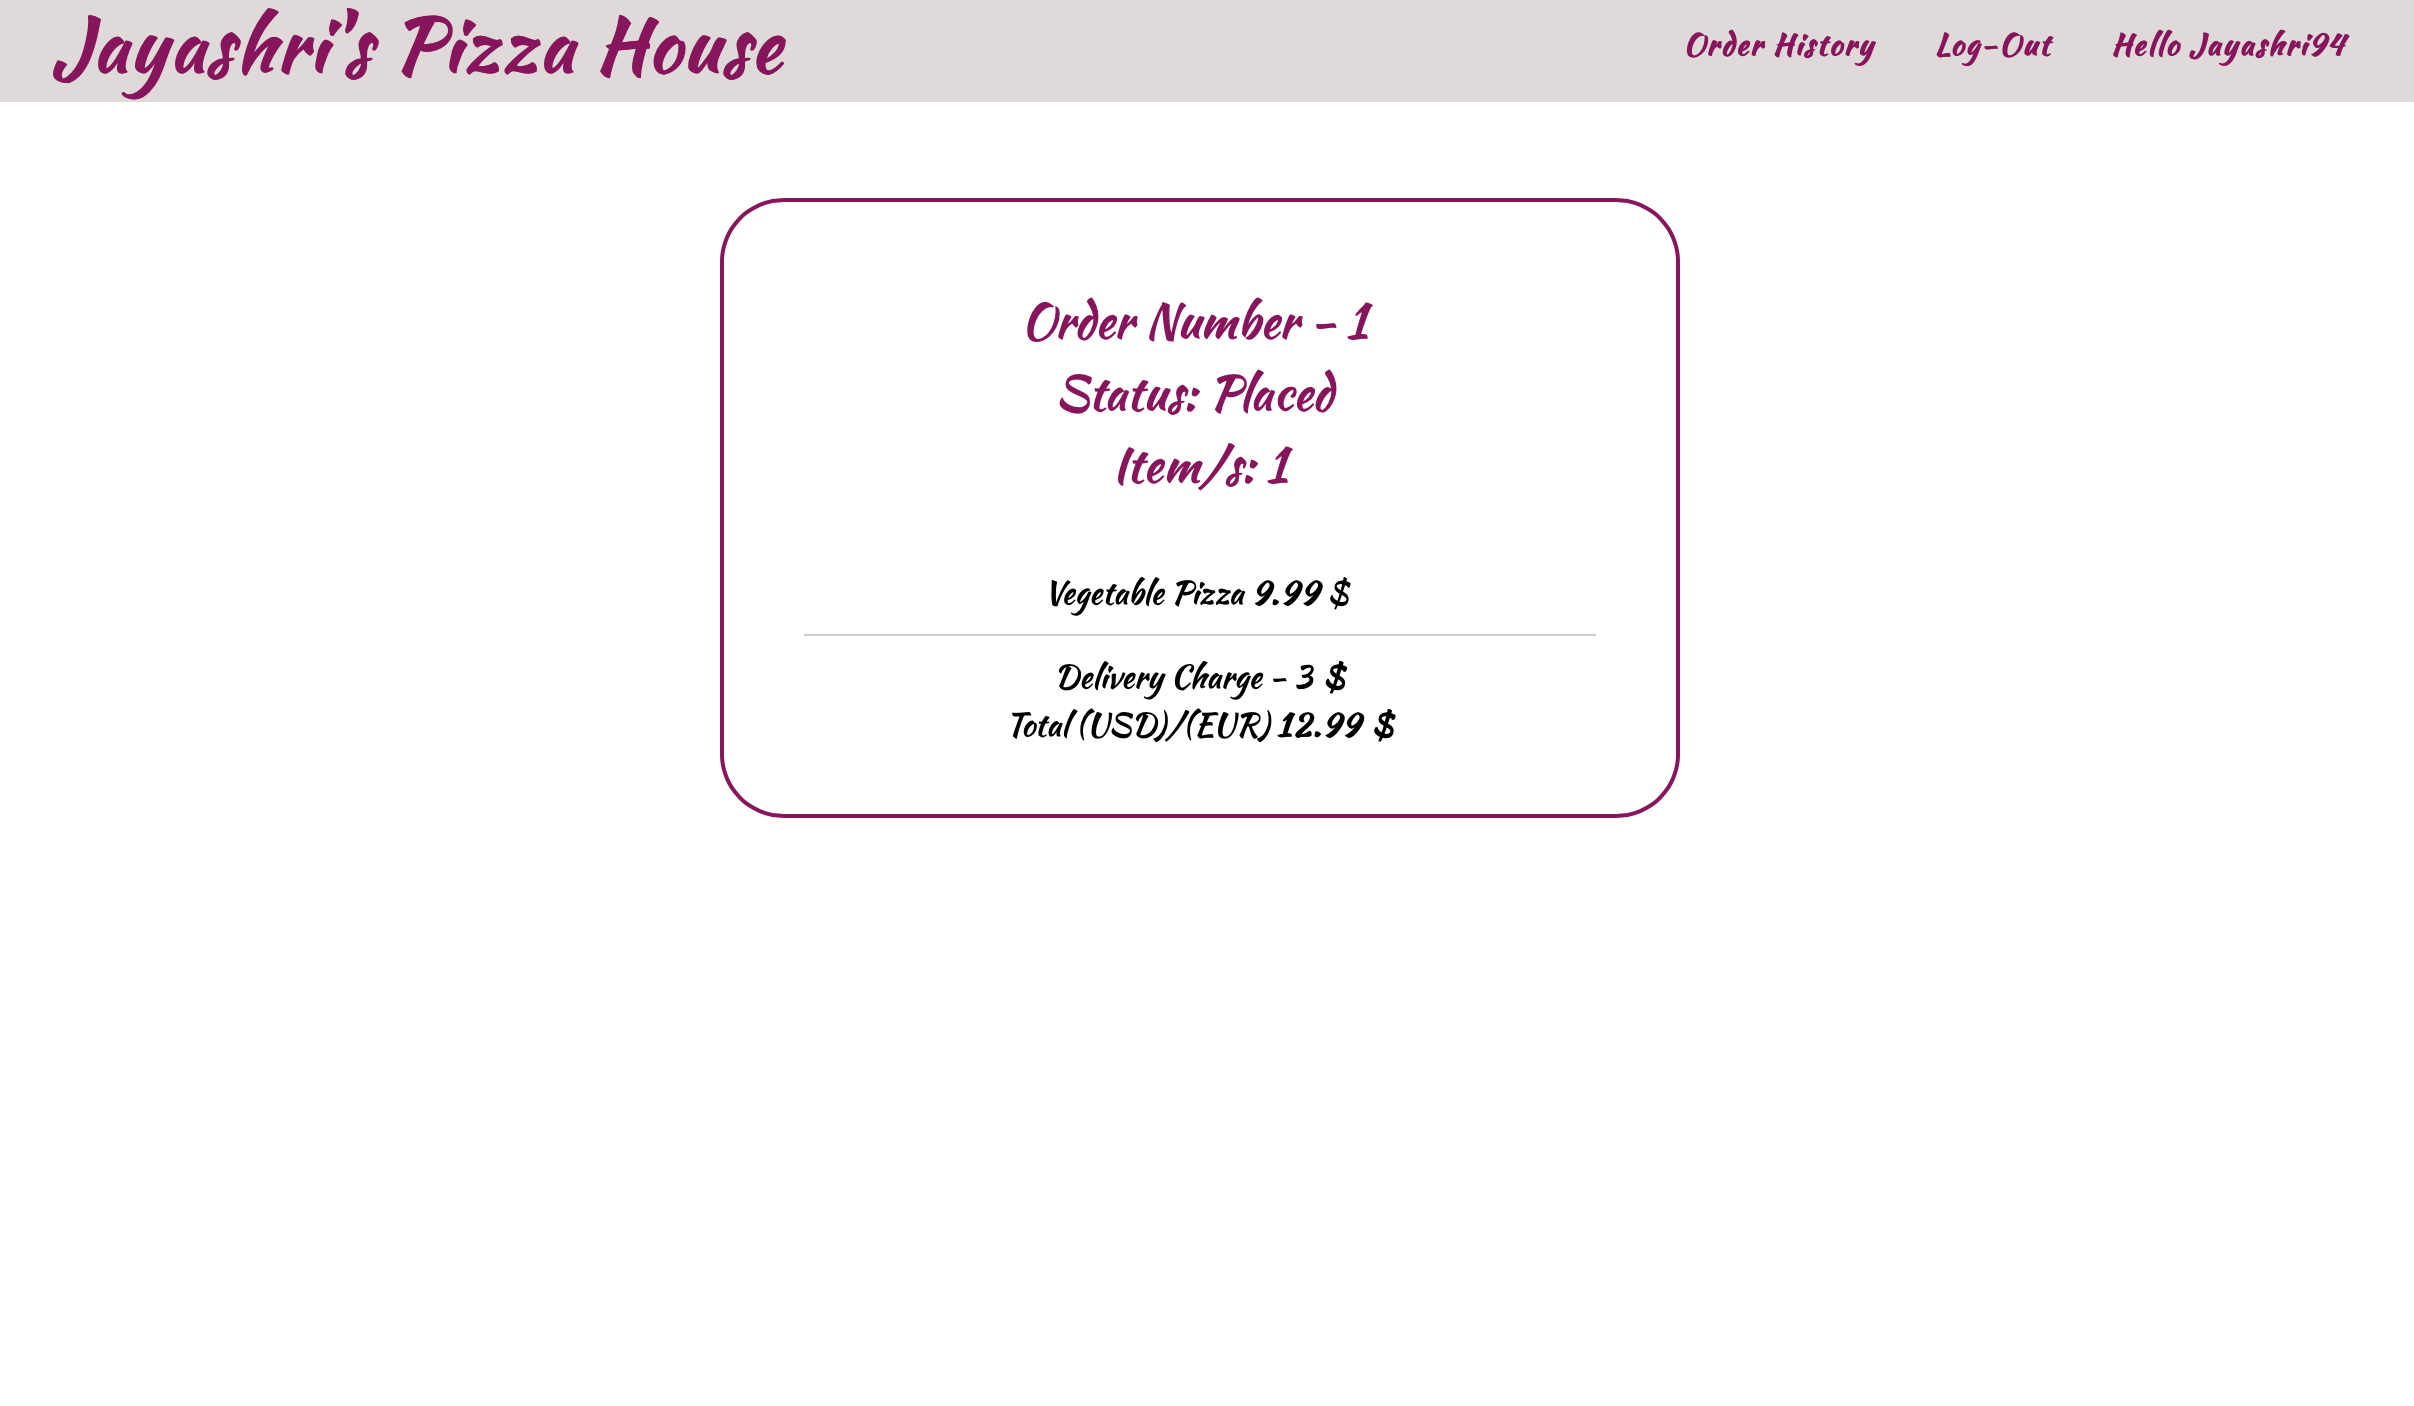 Jayashri's Pizza House
Order History
Log-Out
Hello Jayashri94
Order Number - 1
Status: Placed
Item/s: 1
Vegetable Pizza 9.99 $
Delivery Charge - 3 $
Total (USD)/(EUR) 12.99 $